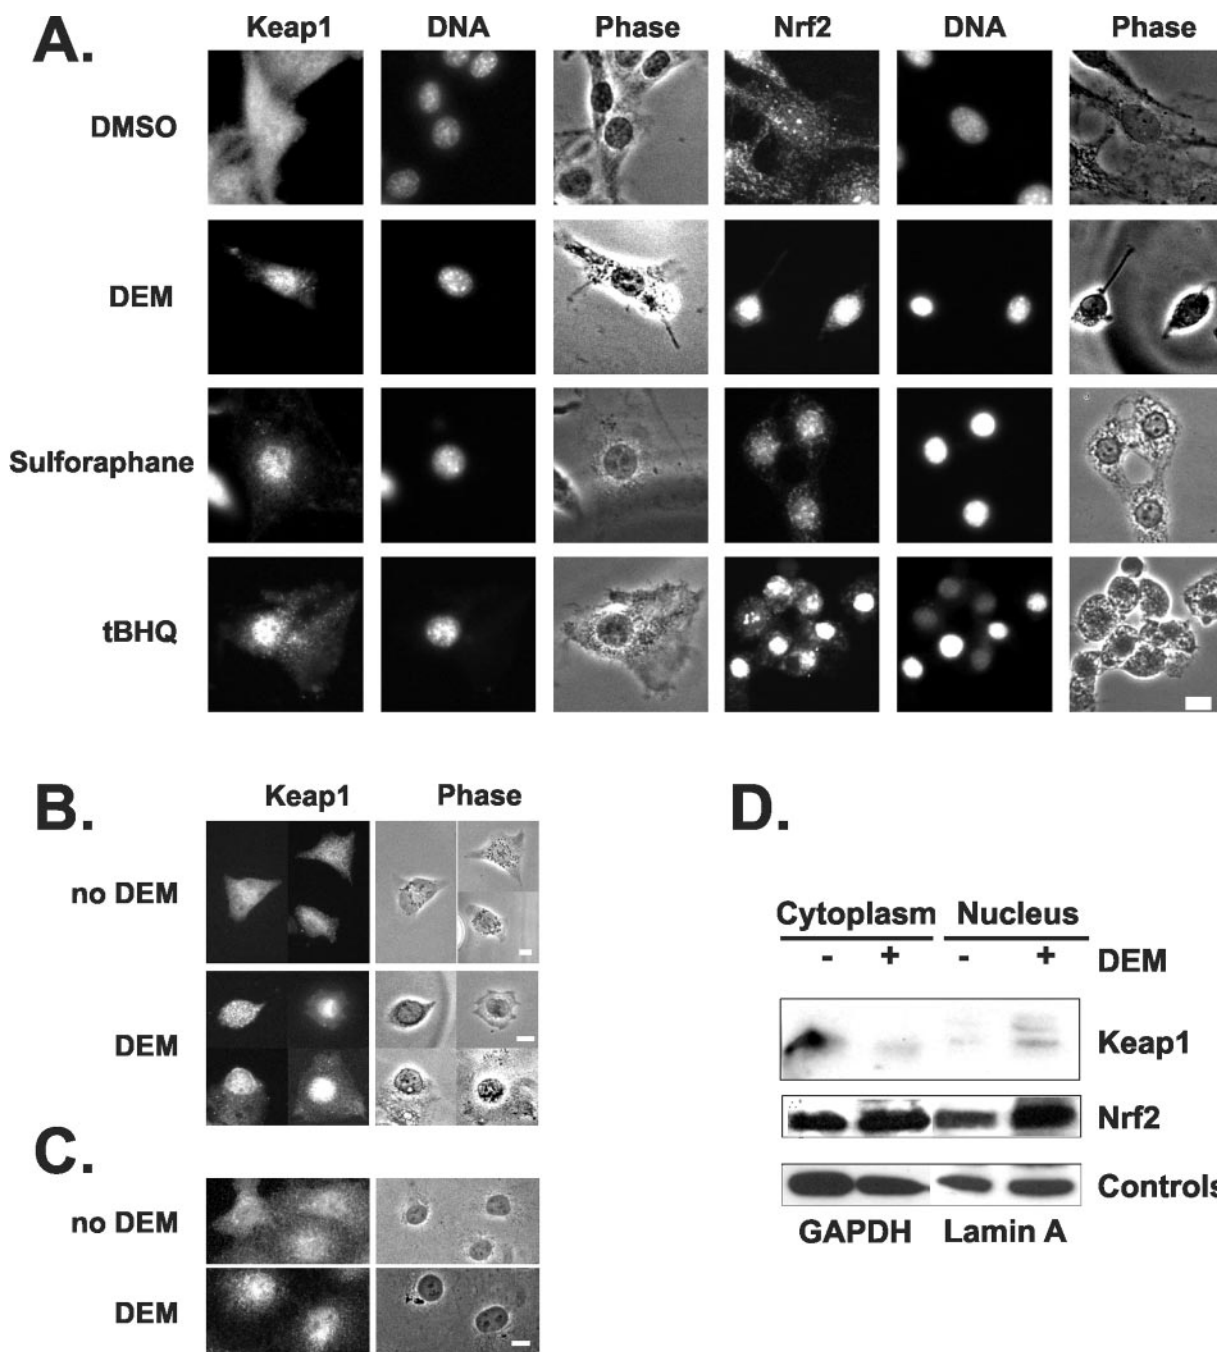 A.
Keap1 DNA Phase Nrf2 DNA Phase
DMSO
DEM
Sulforaphane
tBHQ
B.
Keap1 Phase
no DEM
DEM
C.
no DEM
DEM
D.
Cytoplasm Nucleus
- + - + DEM
Keap1
Nrf2
Controls
GAPDH Lamin A